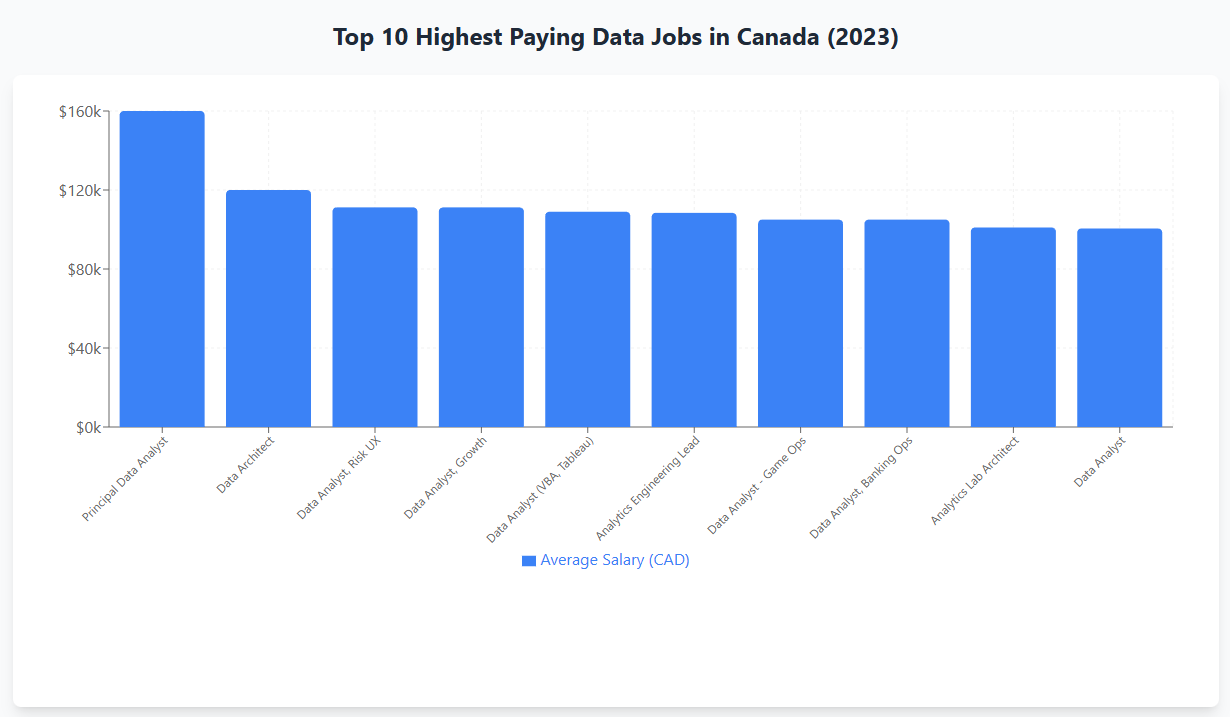 Top 10 Highest Paying Data Jobs in Canada (2023)
$160k
$120k
$80k
$40k
$0k
Principal Data Analyst
Data Architect
Data Analyst, Risk UX
Data Analyst, Growth
Data Analyst (VBA, Tableau)
Analytics Engineering Lead
Data Analyst - Game Ops
Data Analyst, Banking Ops
Analytics Lab Architect
Data Analyst
Average Salary (CAD)